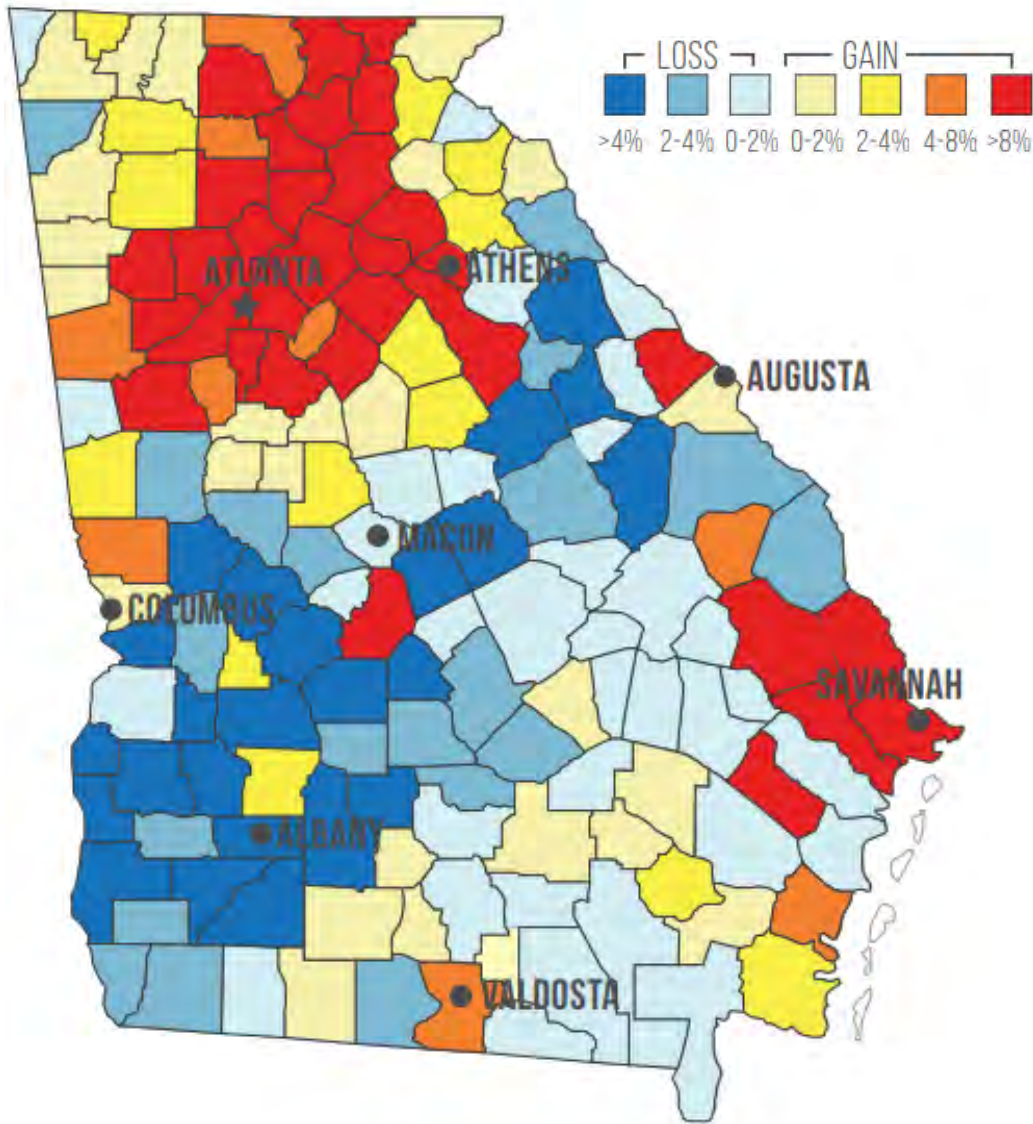 LOSS GAIN
>4% 2-4% 0-2% 0-2% 2-4% 4-8% >8%
ATLANTA
ATHENS
AUGUSTA
MACON
COLUMBUS
SAVANNAH
ALBANY
VALDOSTA